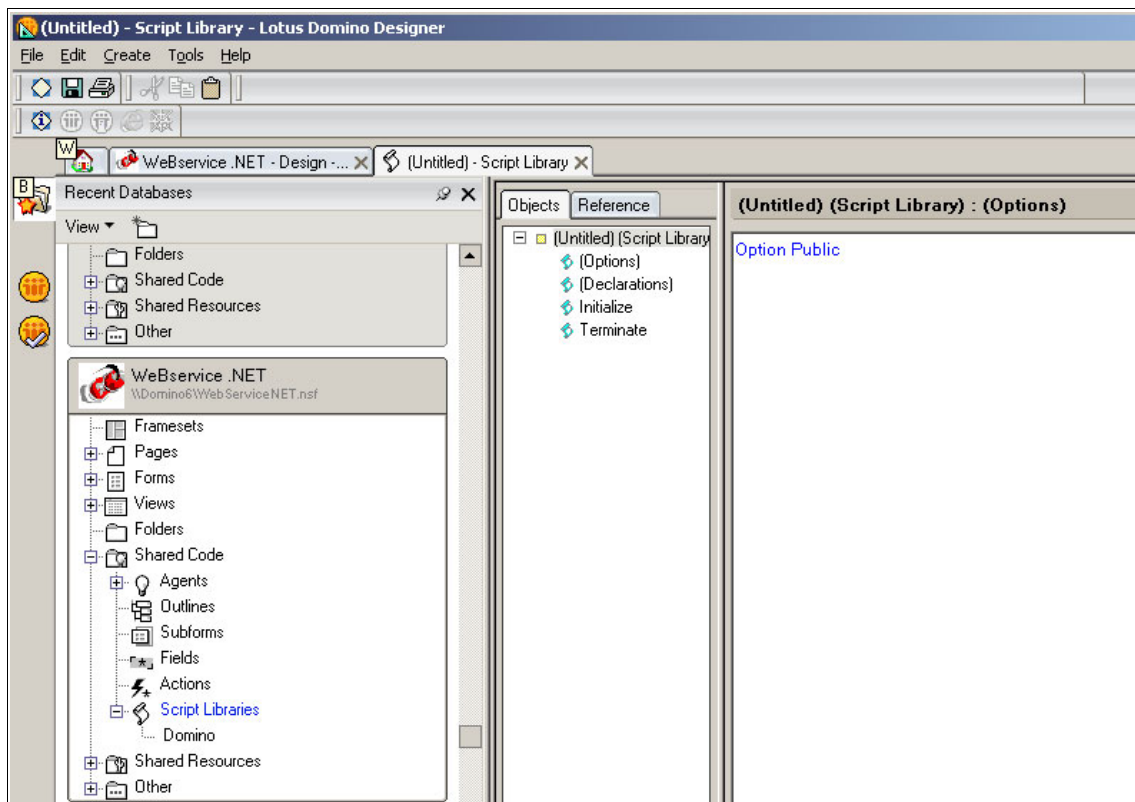 (Untitled) - Script Library - Lotus Domino Designer
File Edit Create Tools Help
W
WeBservice .NET - Design -...
(Untitled) - Script Library
B
Recent Databases
View
Folders
Shared Code
Shared Resources
Other
WeBservice .NET
\\Domino6\WebServiceNET.nsf
Framesets
Pages
Forms
Views
Folders
Shared Code
Agents
Outlines
Subforms
Fields
Actions
Script Libraries
Domino
Shared Resources
Other
Objects Reference
(Untitled) (Script Library
(Options)
(Declarations)
Initialize
Terminate
(Untitled) (Script Library) : (Options)
Option Public